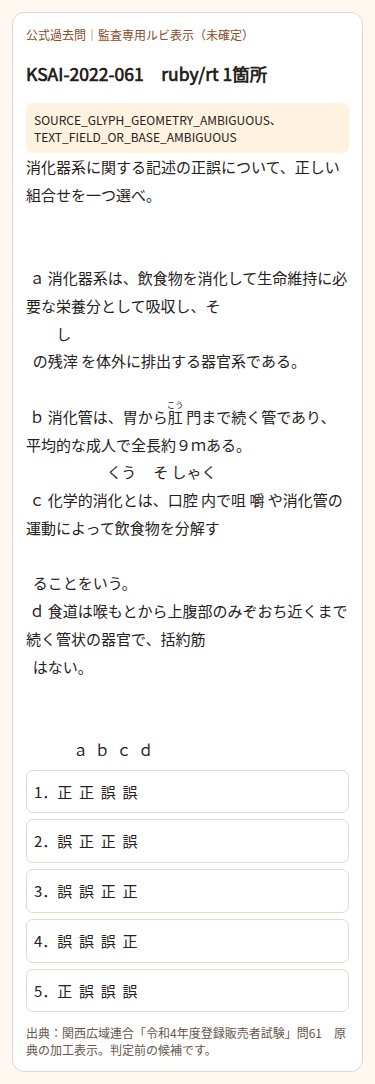 公式過去問｜監査専用ルビ表示（未確定）
KSAI-2022-061　ruby/rt 1箇所
SOURCE_GLYPH_GEOMETRY_AMBIGUOUS、
TEXT_FIELD_OR_BASE_AMBIGUOUS
消化器系に関する記述の正誤について、正しい
組合せを一つ選べ。
ａ 消化器系は、飲食物を消化して生命維持に必
要な栄養分として吸収し、そ
し
の残滓 を体外に排出する器官系である。
こう
ｂ 消化管は、胃から肛 門まで続く管であり、
平均的な成人で全長約９ｍある。
くう　そ しゃく
ｃ 化学的消化とは、口腔 内で咀 嚼 や消化管の
運動によって飲食物を分解す
ることをいう。
ｄ 食道は喉もとから上腹部のみぞおち近くまで
続く管状の器官で、括約筋
はない。
ａ ｂ ｃ ｄ
1．正 正 誤 誤
2．誤 正 正 誤
3．誤 誤 正 正
4．誤 誤 誤 正
5．正 誤 誤 誤
出典：関西広域連合「令和4年度登録販売者試験」問61　原
典の加工表示。判定前の候補です。